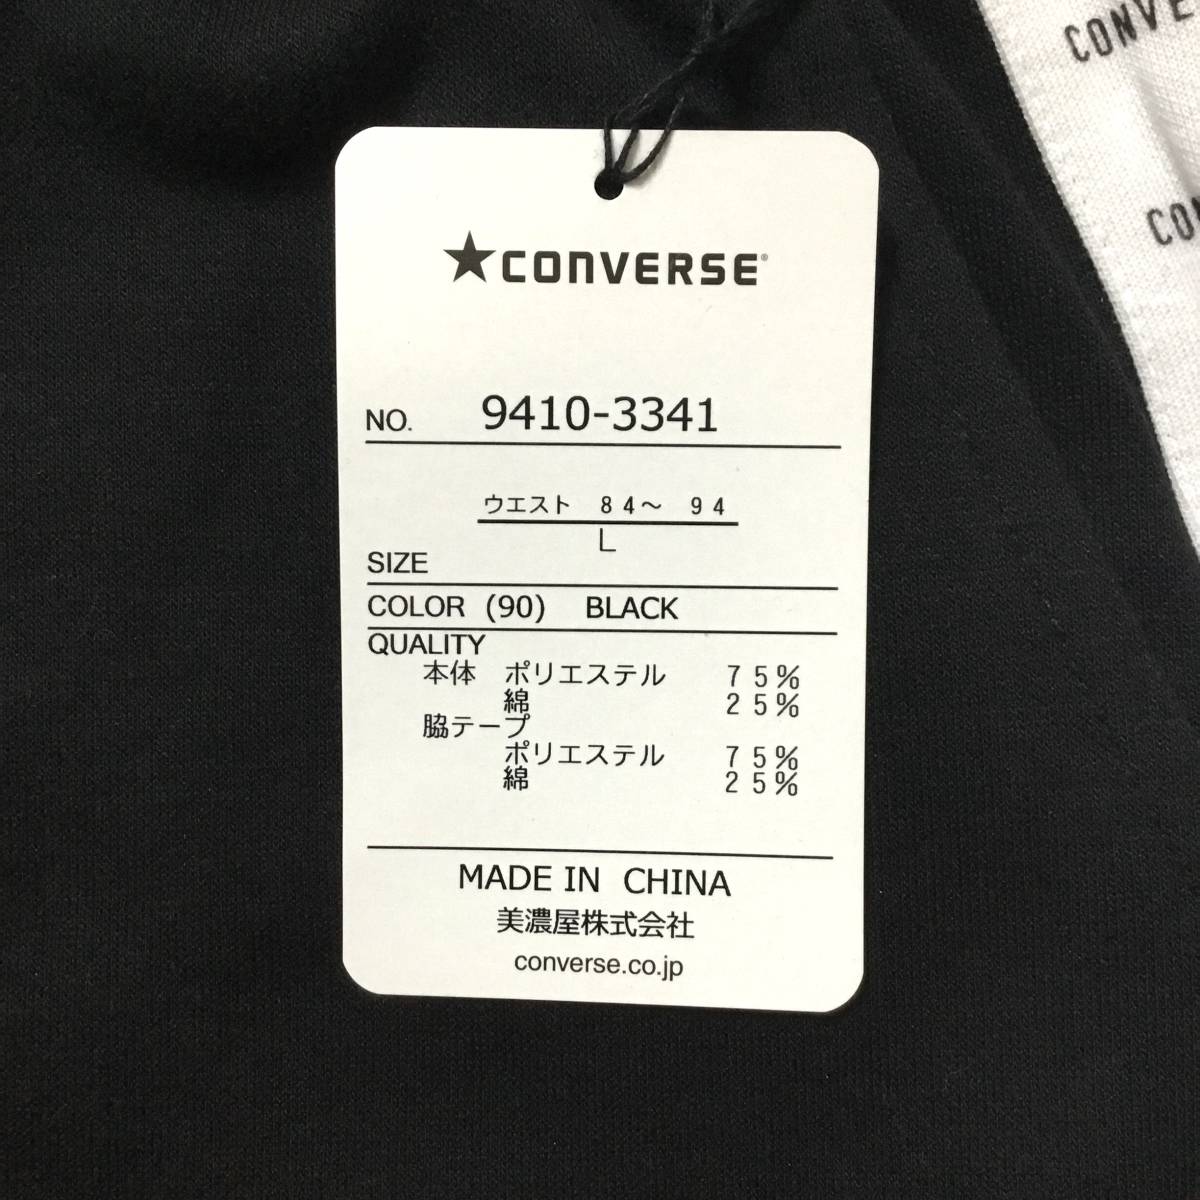 ★CONVERSE®
NO. 9410-3341
ウエスト 84～ 94
L
SIZE
COLOR (90) BLACK
QUALITY
本体 ポリエステル 75%
綿 25%
脇テープ
ポリエステル 75%
綿 25%
MADE IN CHINA
美濃屋株式会社
converse.co.jp
CONVE
CON